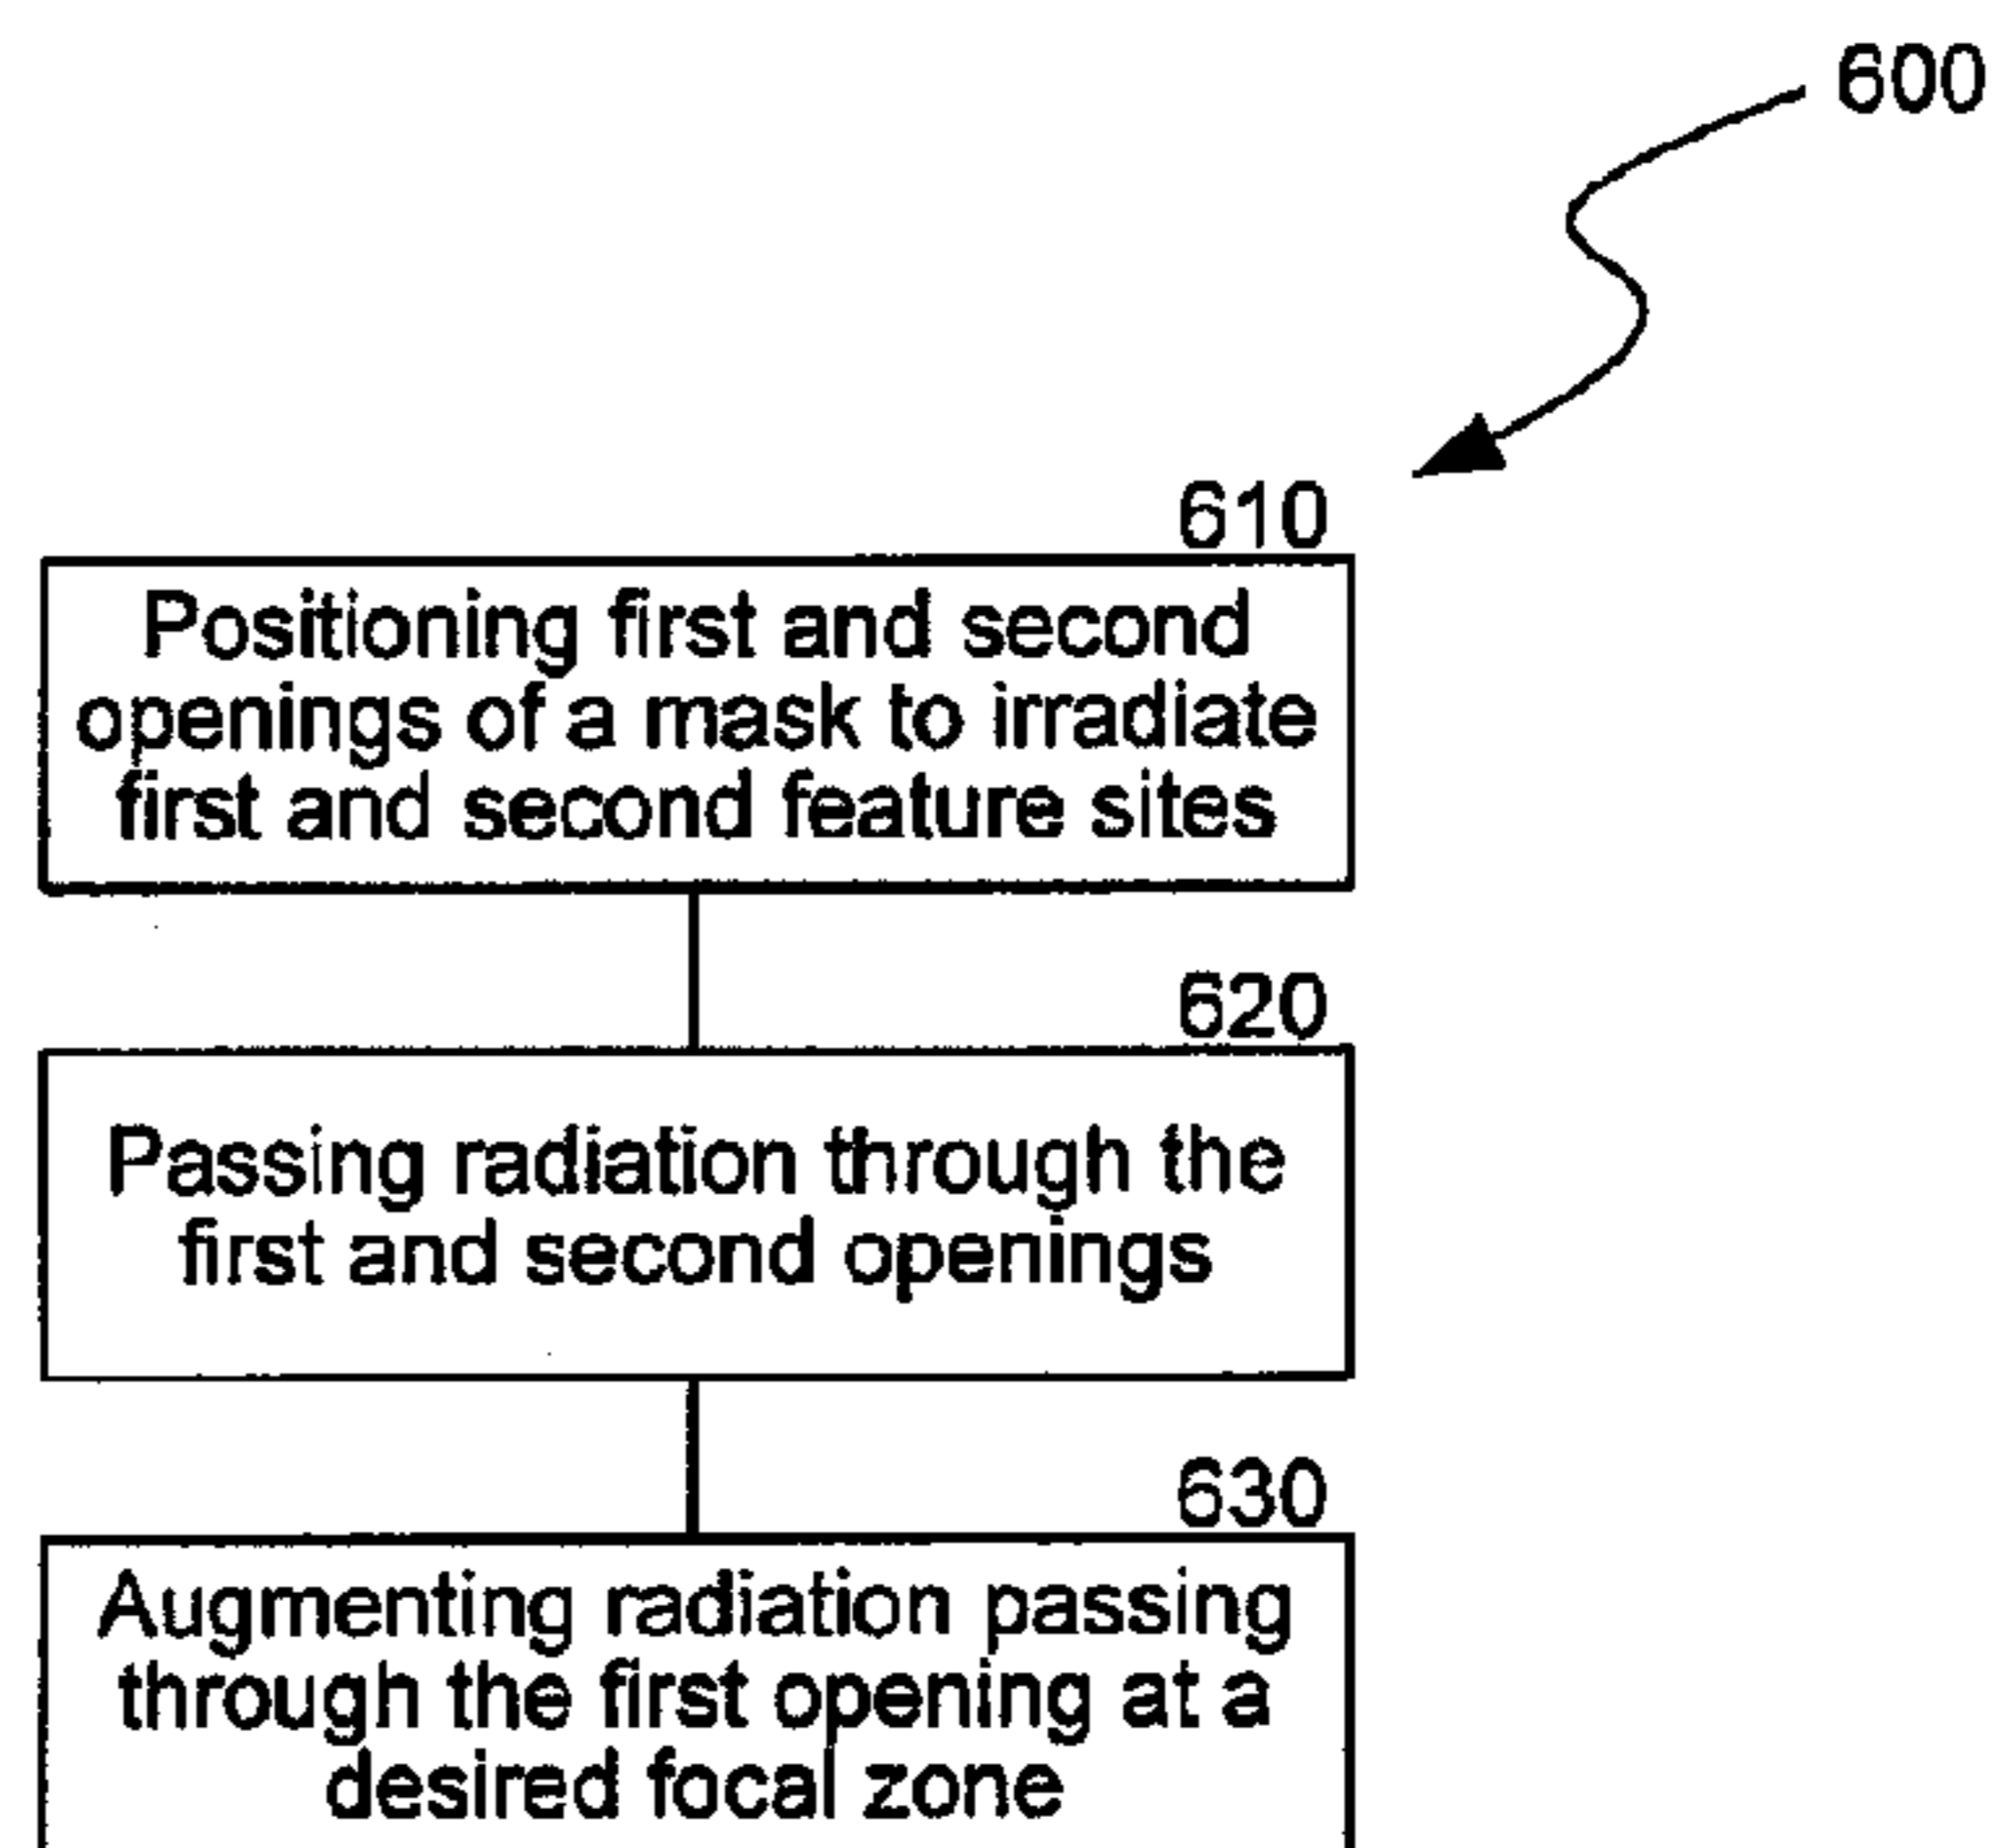 600
610
Positioning first and second
openings of a mask to irradiate
first and second feature sites
620
Passing radiation through the
first and second openings
630
Augmenting radiation passing
through the first opening at a
desired focal zone